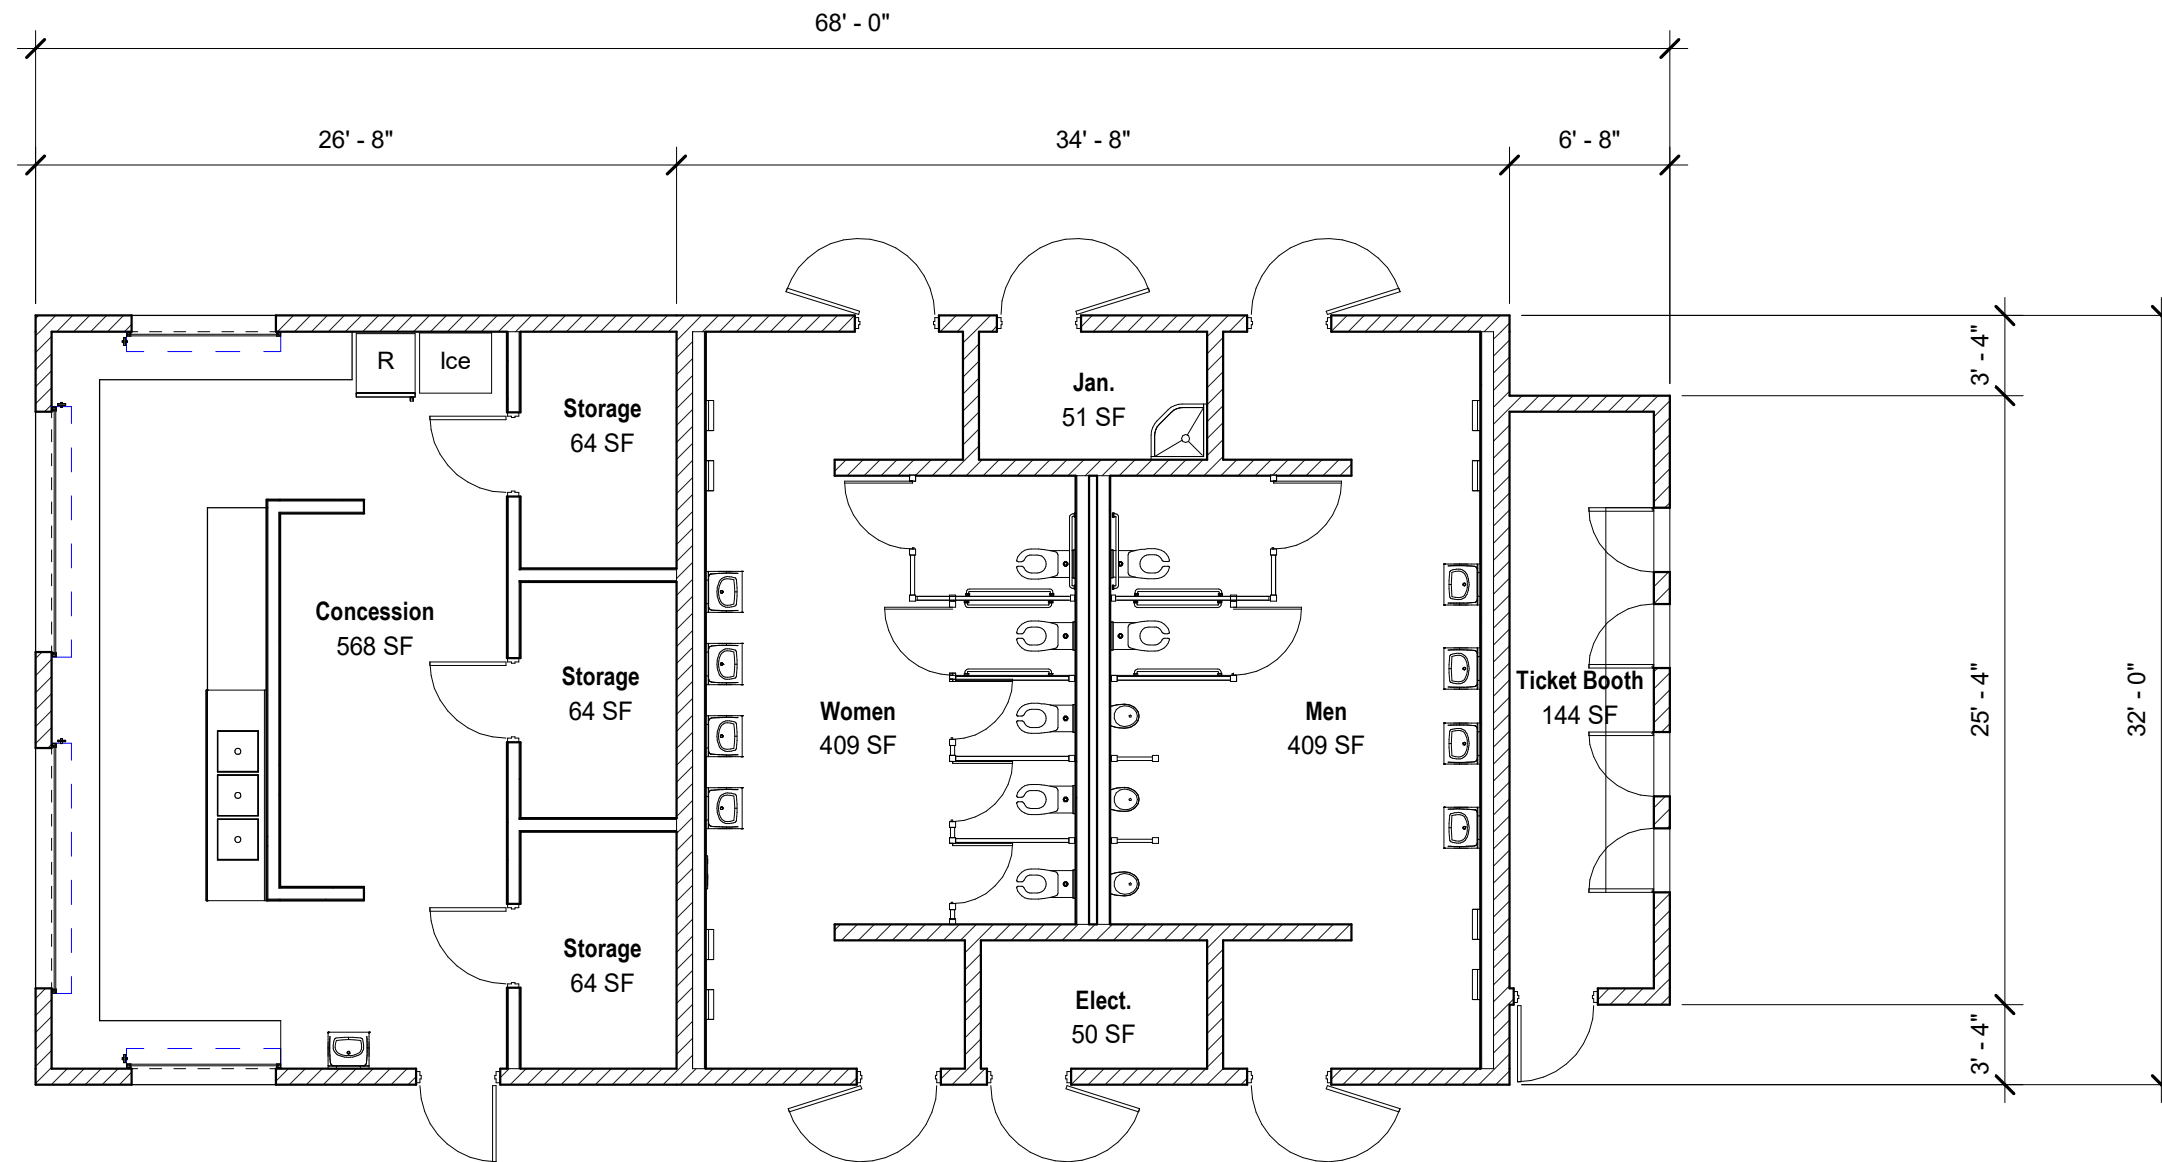 68' - 0"
26' - 8"
34' - 8"
6' - 8"
3' - 4"
R
Ice
Storage
64 SF
Jan.
51 SF
Concession
568 SF
Storage
64 SF
Women
409 SF
Men
409 SF
Ticket Booth
144 SF
25' - 4"
32' - 0"
Storage
64 SF
Elect.
50 SF
3' - 4"